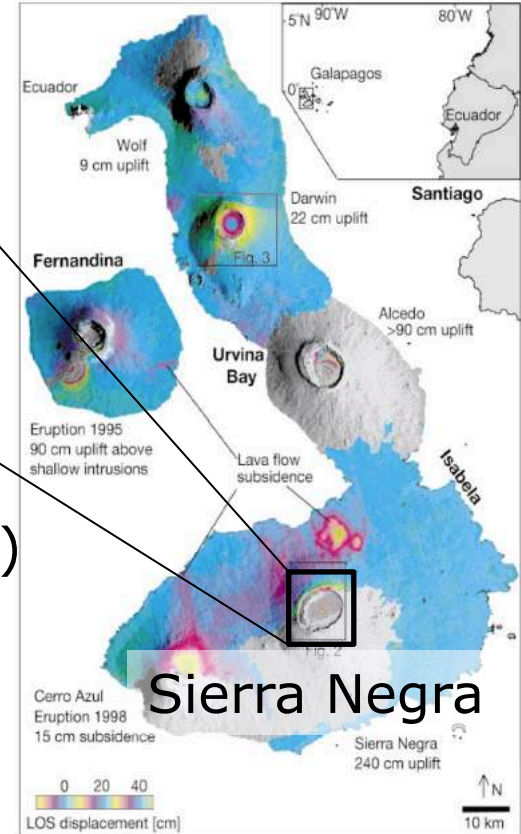 5°N 90°W 80°W
0°
Galapagos
Ecuador
Ecuador
Wolf
9 cm uplift
Santiago
Darwin
22 cm uplift
Fig. 3
Fernandina
Alcedo
>90 cm uplift
Urvina
Bay
Eruption 1995
90 cm uplift above
shallow intrusions
Lava flow
subsidence
Isabela
)
Fig. 2
Sierra Negra
Cerro Azul
Eruption 1998
15 cm subsidence
Sierra Negra
240 cm uplift
0 20 40
LOS displacement [cm]
N
10 km